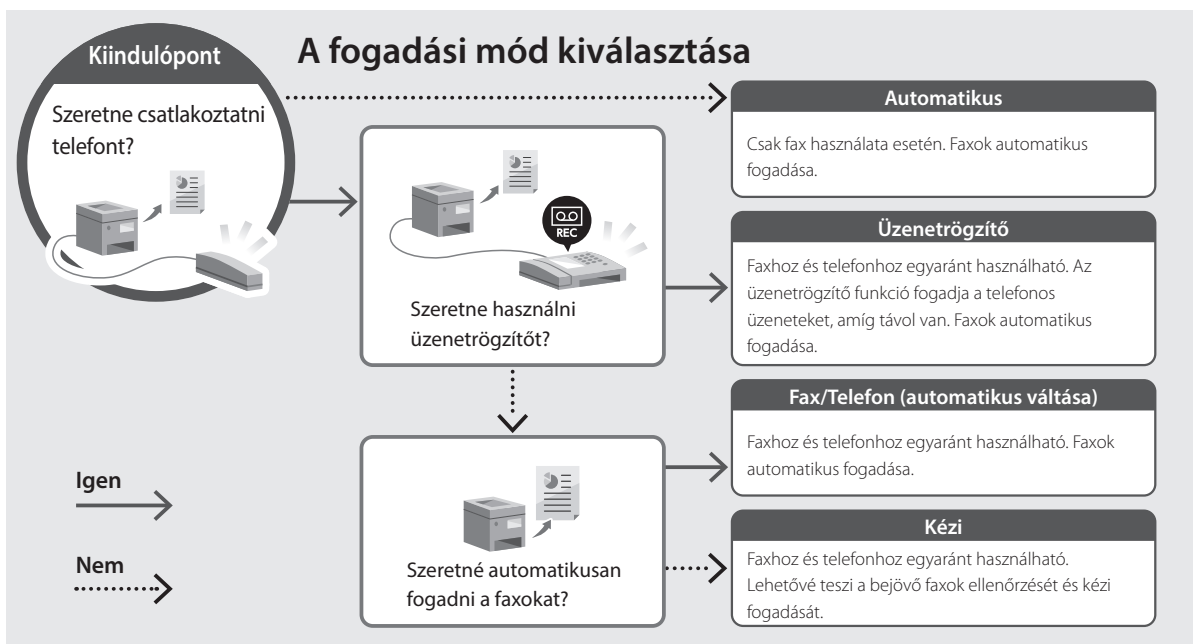 A fogadási mód kiválasztása
Kiindulópont
Szeretne csatlakoztatni
telefont?
Automatikus
Csak fax használata esetén. Faxok automatikus
fogadása.
REC
Szeretne használni
üzenetrögzítőt?
Üzenetrögzítő
Faxhoz és telefonhoz egyaránt használható. Az
üzenetrögzítő funkció fogadja a telefonos
üzeneteket, amíg távol van. Faxok automatikus
fogadása.
Fax/Telefon (automatikus váltása)
Faxhoz és telefonhoz egyaránt használható. Faxok
automatikus fogadása.
Szeretné automatikusan
fogadni a faxokat?
Kézi
Faxhoz és telefonhoz egyaránt használható.
Lehetővé teszi a bejövő faxok ellenőrzését és kézi
fogadását.
Igen
Nem